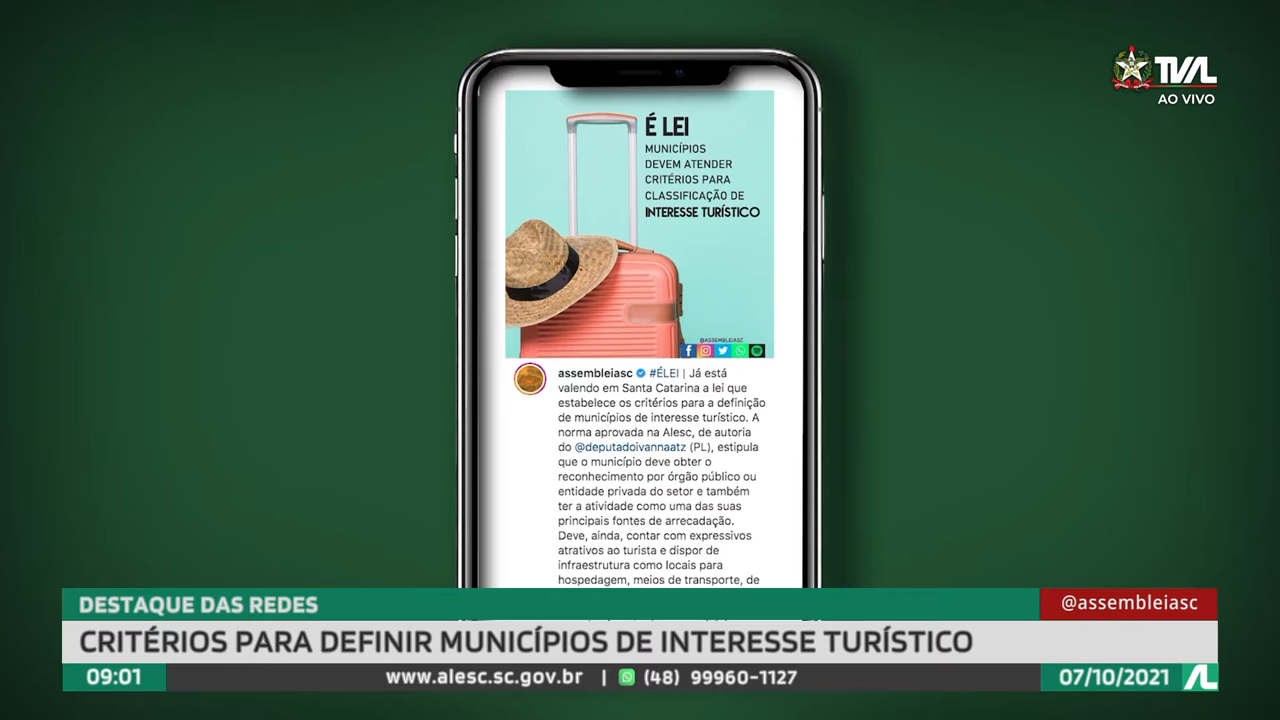 TVAL
AO VIVO
É LEI
MUNICÍPIOS
DEVEM ATENDER
CRITÉRIOS PARA
CLASSIFICAÇÃO DE
INTERESSE TURÍSTICO
@ASSEMBLEIASC
assembleiasc #ÉLEI | Já está
valendo em Santa Catarina a lei que
estabelece os critérios para a definição
de municípios de interesse turístico. A
norma aprovada na Alesc, de autoria
do @deputadoivannaatz (PL), estipula
que o município deve obter o
reconhecimento por órgão público ou
entidade privada do setor e também
ter a atividade como uma das suas
principais fontes de arrecadação.
Deve, ainda, contar com expressivos
atrativos ao turista e dispor de
infraestrutura como locais para
hospedagem, meios de transporte, de
DESTAQUE DAS REDES
@assembleiasc
CRITÉRIOS PARA DEFINIR MUNICÍPIOS DE INTERESSE TURÍSTICO
09:01
www.alesc.sc.gov.br | (48) 99960-1127
07/10/2021